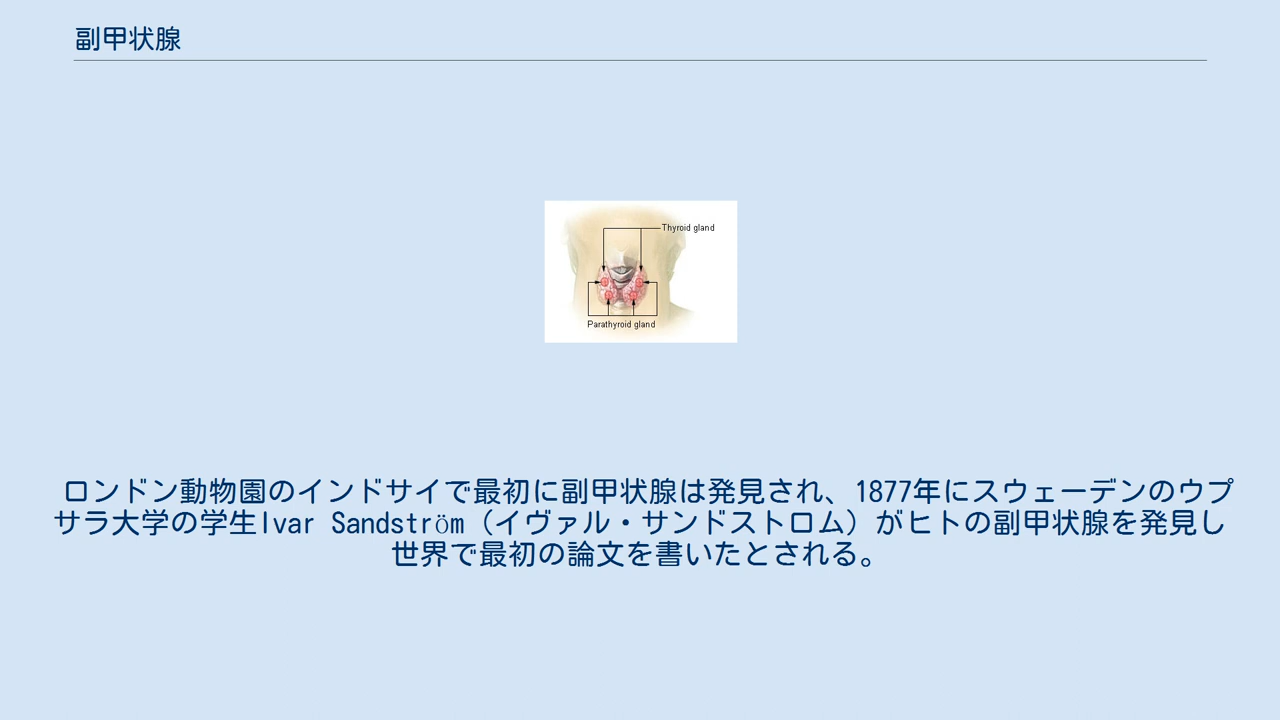 副甲状腺
Thyroid gland
Parathyroid gland
ロンドン動物園のインドサイで最初に副甲状腺は発見され、1877年にスウェーデンのウプ
サラ大学の学生Ivar Sandström（イヴァル・サンドストロム）がヒトの副甲状腺を発見し
世界で最初の論文を書いたとされる。